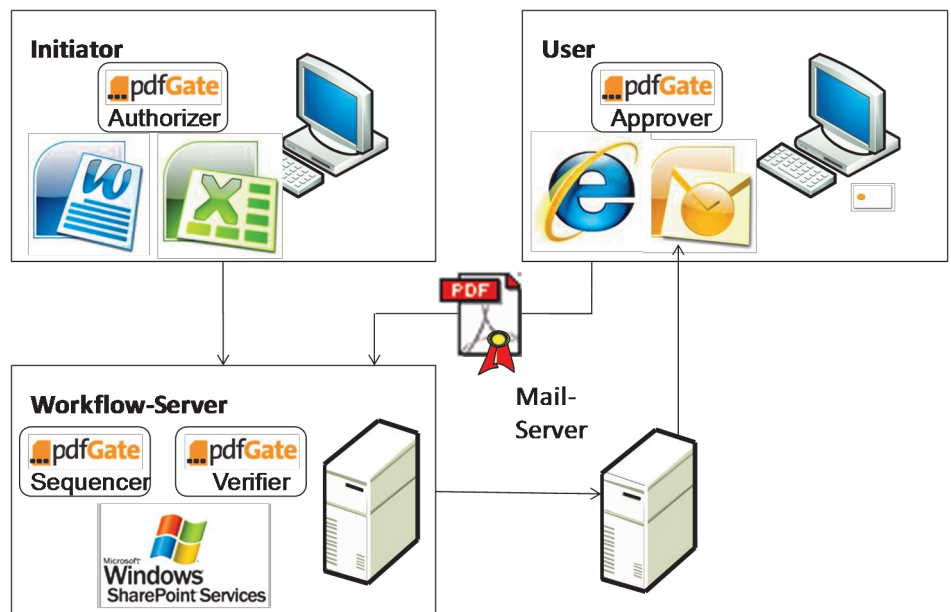 Initiator
pdfGate
Authorizer
W
X
User
pdfGate
Approver
e
PDF
Workflow-Server
pdfGate
Sequencer
pdfGate
Verifier
Microsoft
Windows
SharePoint Services
Mail-
Server